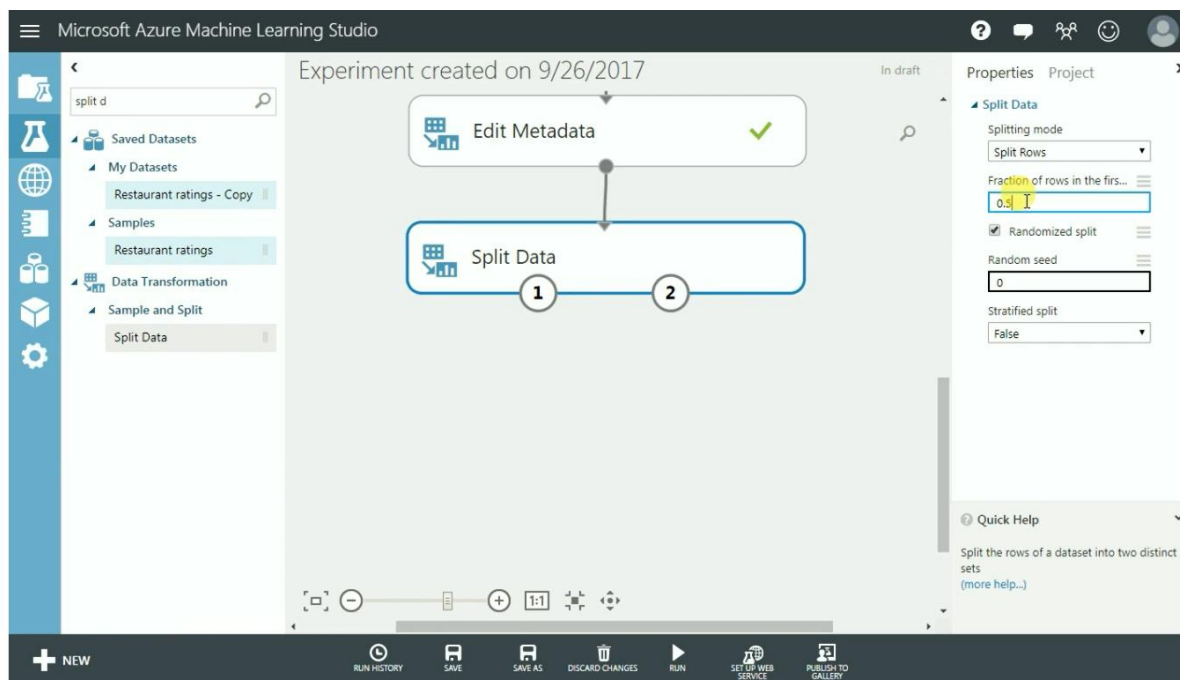 Microsoft Azure Machine Learning Studio
split d
Saved Datasets
My Datasets
Restaurant ratings - Copy
Samples
Restaurant ratings
Data Transformation
Sample and Split
Split Data
Experiment created on 9/26/2017
In draft
Edit Metadata
Split Data
1 2
Properties Project
Split Data
Splitting mode
Split Rows
Fraction of rows in the firs...
0.5
Randomized split
Random seed
0
Stratified split
False
Quick Help
Split the rows of a dataset into two distinct
sets
(more help...)
1:1
NEW
RUN HISTORY
SAVE
SAVE AS
DISCARD CHANGES
RUN
SET UP WEB
SERVICE
PUBLISH TO
GALLERY